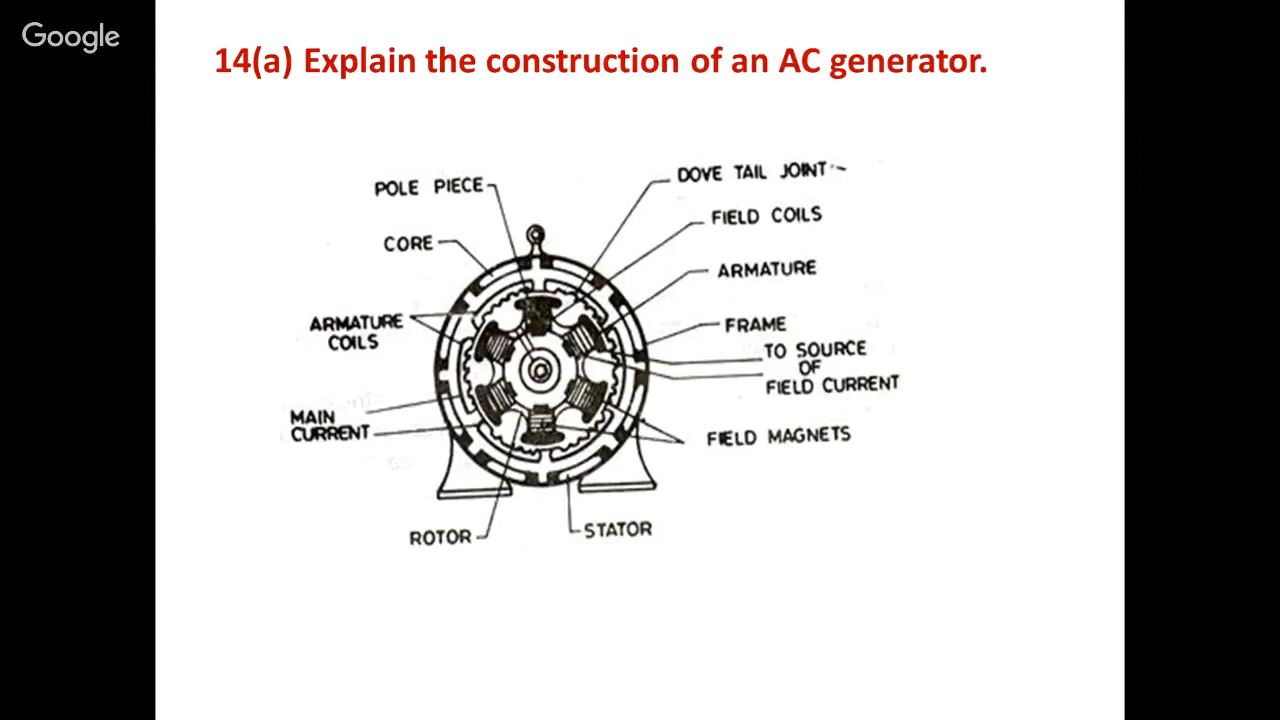 Google
14(a) Explain the construction of an AC generator.
POLE PIECE
DOVE TAIL JOINT
CORE
FIELD COILS
ARMATURE
ARMATURE
COILS
FRAME
TO SOURCE
OF
FIELD CURRENT
MAIN
CURRENT
FIELD MAGNETS
ROTOR
STATOR